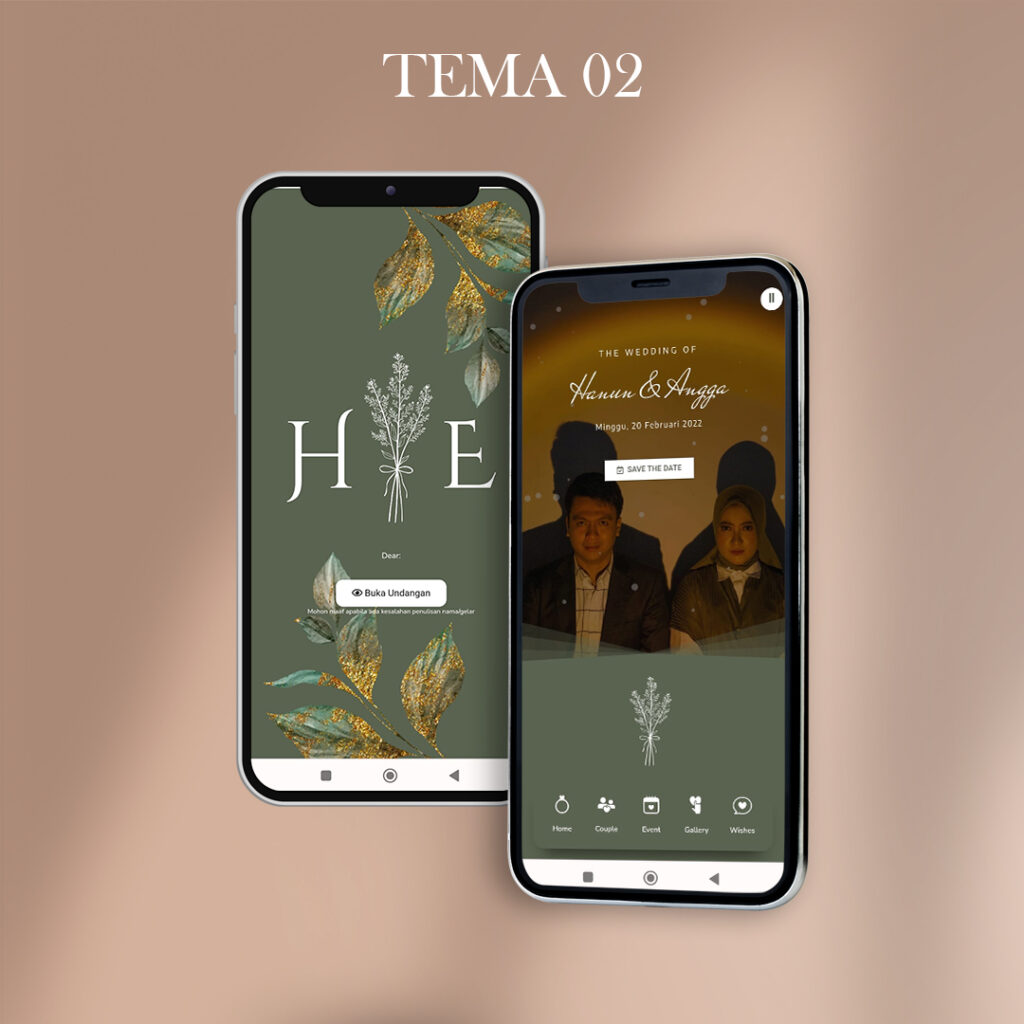 TEMA 02
H E
Dear:
Buka Undangan
Mohon maaf apabila ada kesalahan penulisan nama/gelar
THE WEDDING OF
Hanun & Angga
Minggu, 20 Februari 2022
SAVE THE DATE
Home
Couple
Event
Gallery
Wishes